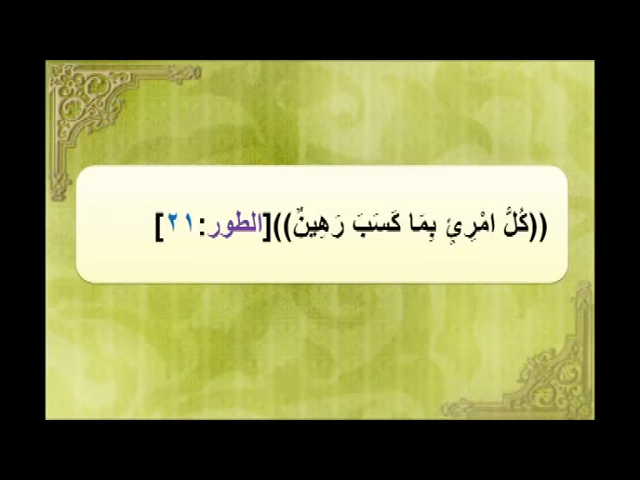 ((كُلُّ امْرِئٍ بِمَا كَسَبَ رَهِينٌ))[الطور:٢١]